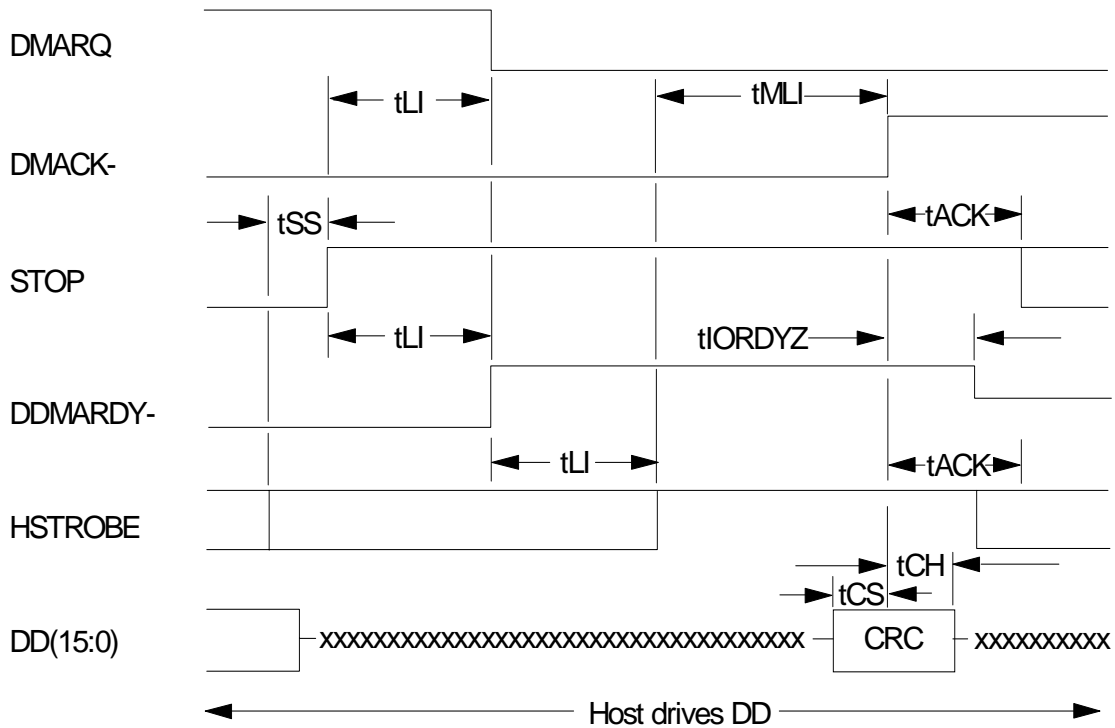 DMARQ
tLI
tMLI
DMACK-
tSS
tACK
STOP
tLI
tIORDYZ
DDMARDY-
tLI
tACK
HSTROBE
tCH
tCS
DD(15:0)
xxxxxxxxxxxxxxxxxxxxxxxxxxxxxxxxxxxx
CRC
xxxxxxxxxx
Host drives DD